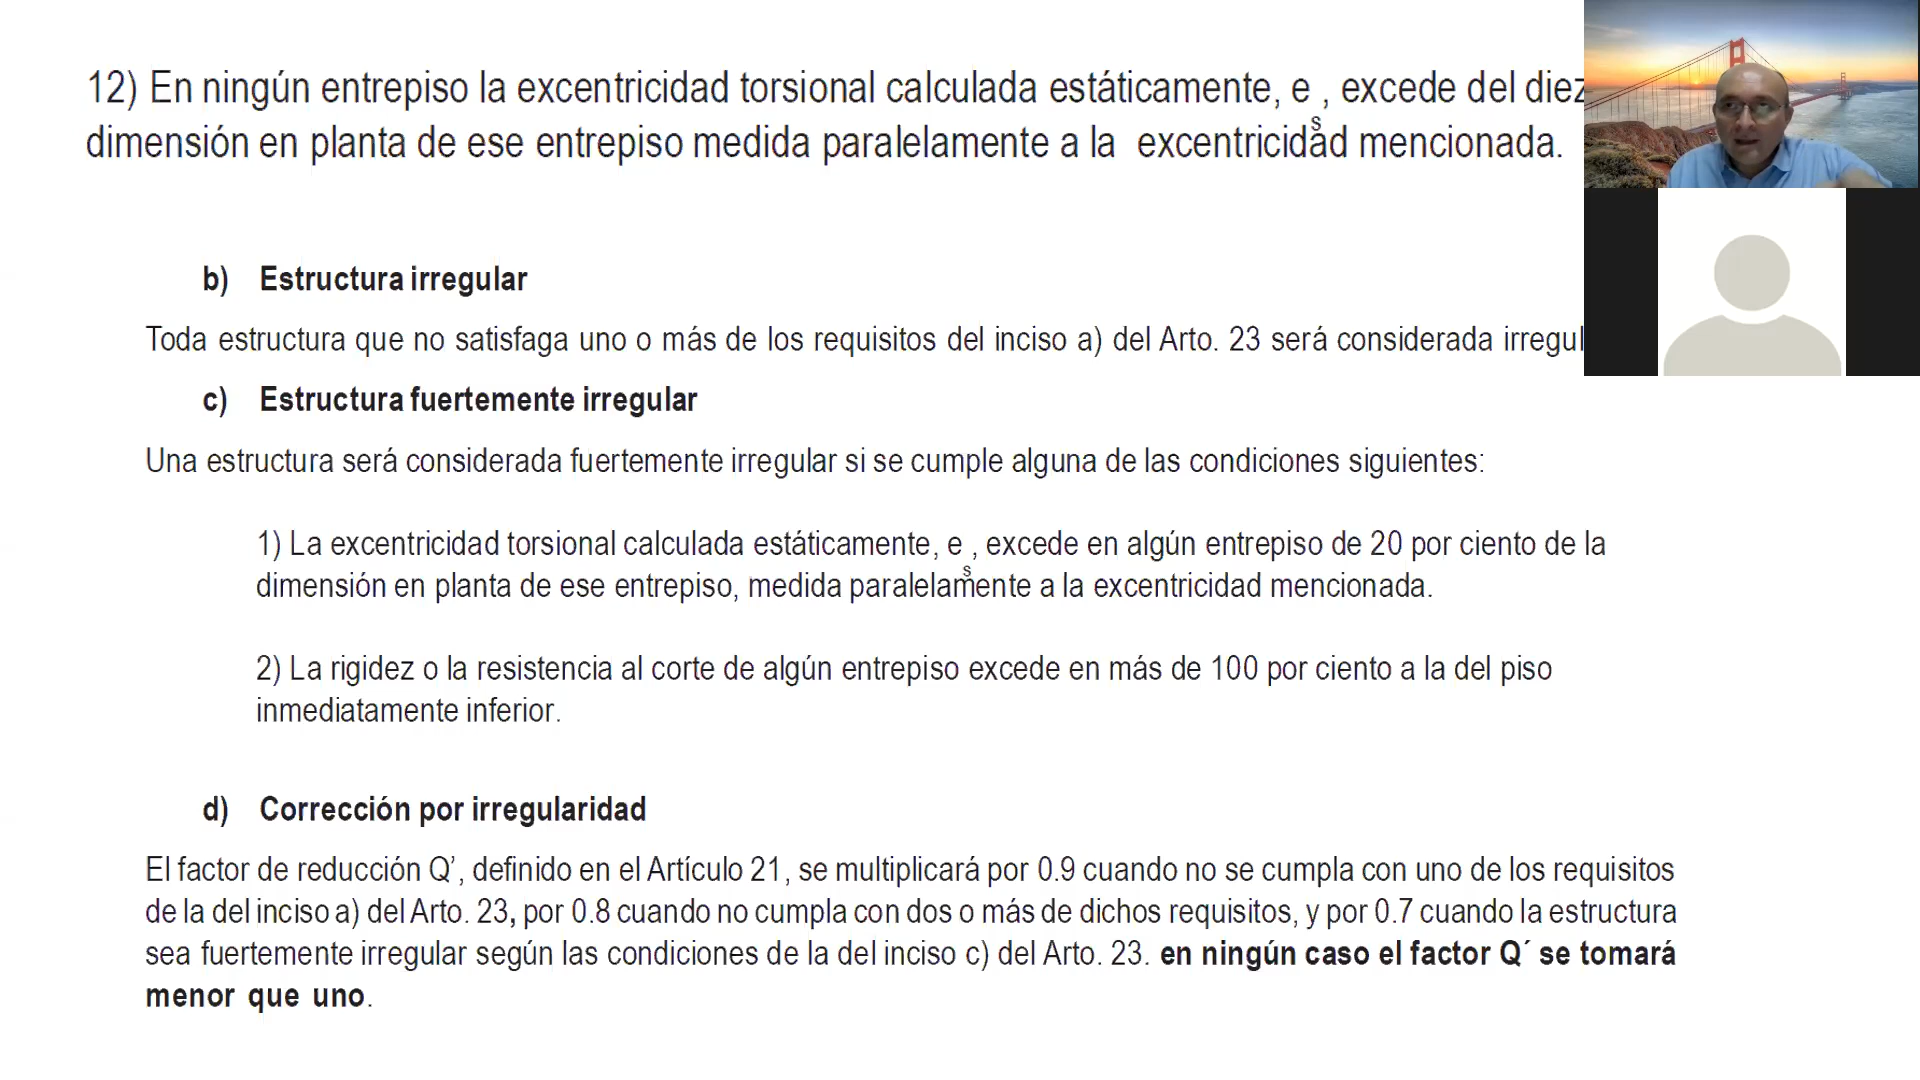 12) En ningún entrepiso la excentricidad torsional calculada estáticamente, e s, excede del diez
dimensión en planta de ese entrepiso medida paralelamente a la excentricidad mencionada.
b) Estructura irregular
Toda estructura que no satisfaga uno o más de los requisitos del inciso a) del Arto. 23 será considerada
c) Estructura fuertemente irregular
Una estructura será considerada fuertemente irregular si se cumple alguna de las condiciones siguientes:
1) La excentricidad torsional calculada estáticamente, e s, excede en algún entrepiso de 20 por ciento de la
dimensión en planta de ese entrepiso, medida paralelamente a la excentricidad mencionada.
2) La rigidez o la resistencia al corte de algún entrepiso excede en más de 100 por ciento a la del piso
inmediatamente inferior.
d) Corrección por irregularidad
El factor de reducción Q’, definido en el Artículo 21, se multiplicará por 0.9 cuando no se cumpla con uno de los requisitos
de la del inciso a) del Arto. 23, por 0.8 cuando no cumpla con dos o más de dichos requisitos, y por 0.7 cuando la estructura
sea fuertemente irregular según las condiciones de la del inciso c) del Arto. 23. en ningún caso el factor Q´ se tomará
menor que uno.